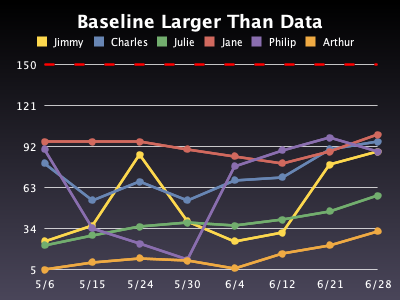 Baseline Larger Than Data
Jimmy Charles Julie Jane Philip Arthur
150
121
92
63
34
5
5/6 5/15 5/24 5/30 6/4 6/12 6/21 6/28